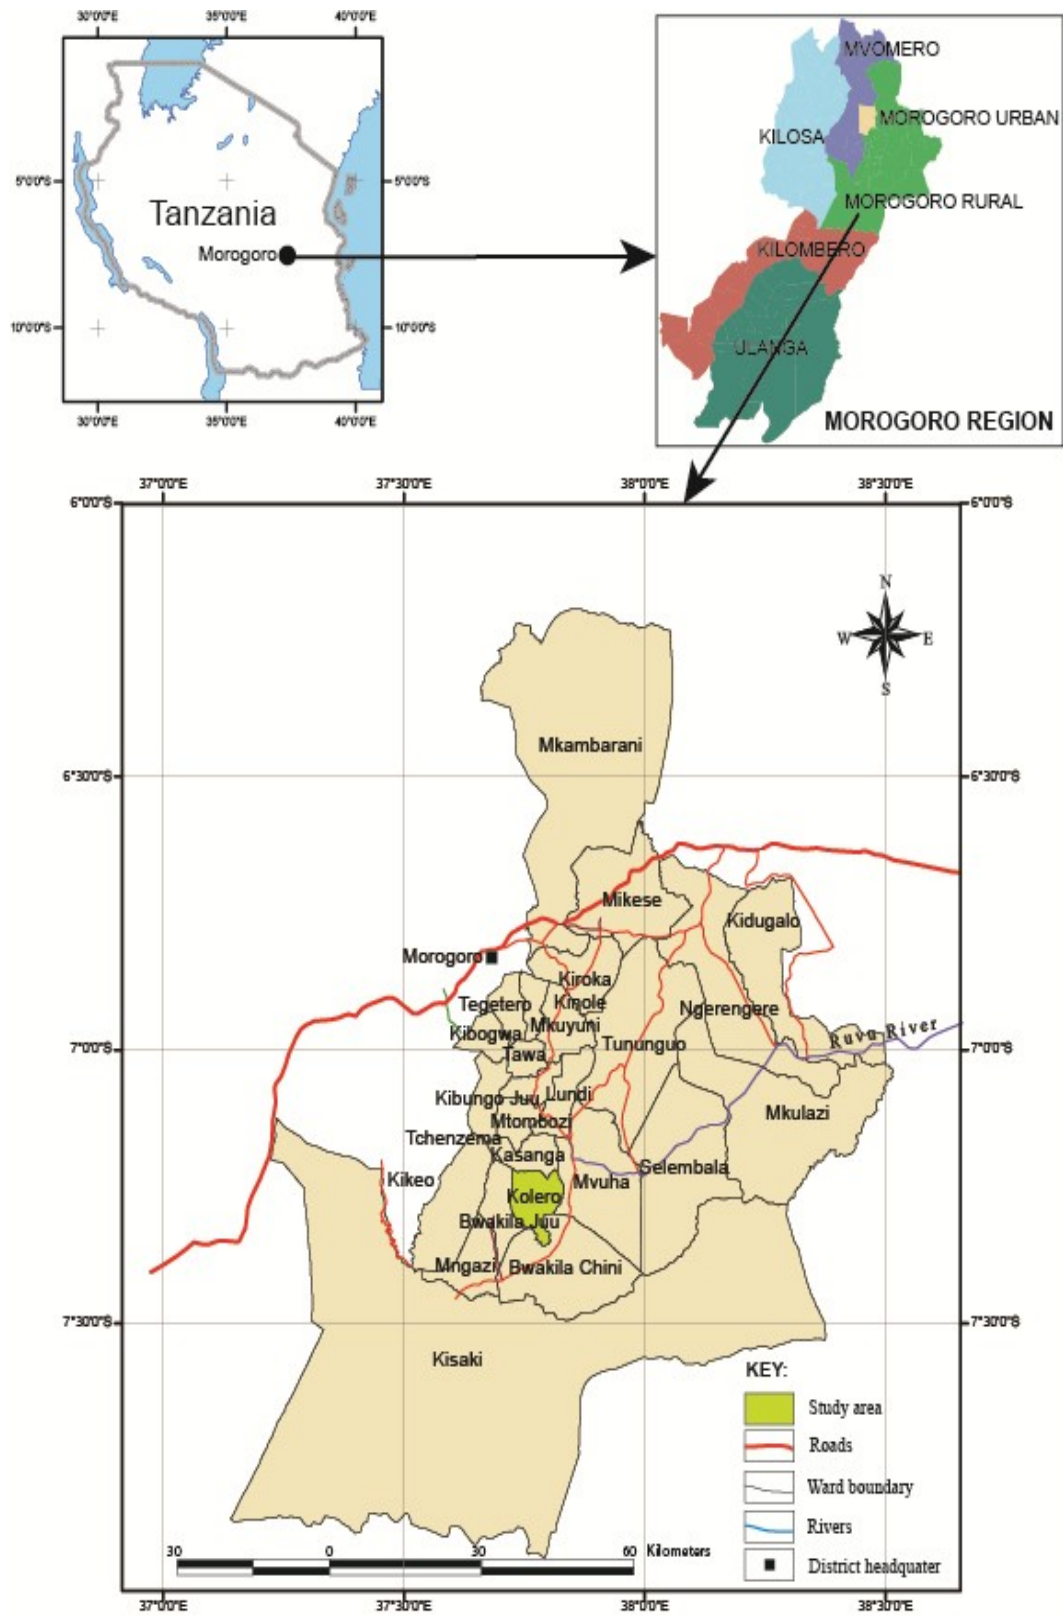 30°0'0"E 35°0'0"E 40°0'0"E
5°0'0"S 5°0'0"S
Tanzania
Morogoro
10°0'0"S 10°0'0"S
30°0'0"E 35°0'0"E 40°0'0"E
MVOMERO
MOROGORO URBAN
KILOSA
MOROGORO RURAL
KILOMBERO
ULANGA
MOROGORO REGION
37°0'0"E 37°30'0"E 38°0'0"E 38°30'0"E
6°0'0"S 6°0'0"S
N
W E
S
Mkambarani
6°30'0"S 6°30'0"S
Mikese
Kidugalo
Morogoro
Kiroka
Tegetero Kinole Ngerengere
Kibogwa Mkuyuni Ruvu River
Tununguo
7°0'0"S Tawa 7°0'0"S
Kibungo Juu Lundi
Mkulazi
Mtombozi
Tchenzema
Kasanga
Selembala
Kikeo Mvuha
Kolero
Bwakila Juu
Mngazi Bwakila Chini
7°30'0"S 7°30'0"S
Kisaki
KEY:
Study area
Roads
Ward boundary
Rivers
District headquater
30 0 30 60 Kilometers
37°0'0"E 37°30'0"E 38°0'0"E 38°30'0"E